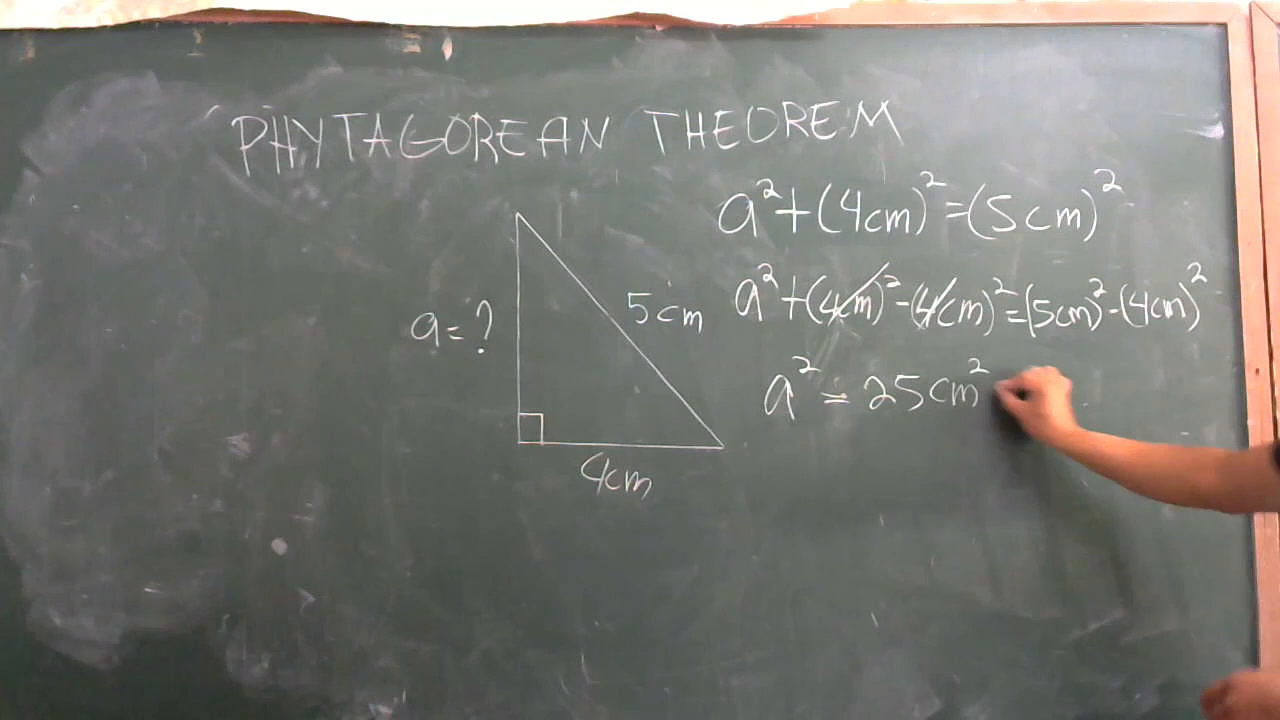 PHYTAGOREAN THEOREM
a²+(4cm)²=(5cm)²
a²+(4cm)²-(4cm)²=(5cm)²-(4cm)²
a²=25cm²
a=?
5cm
4cm